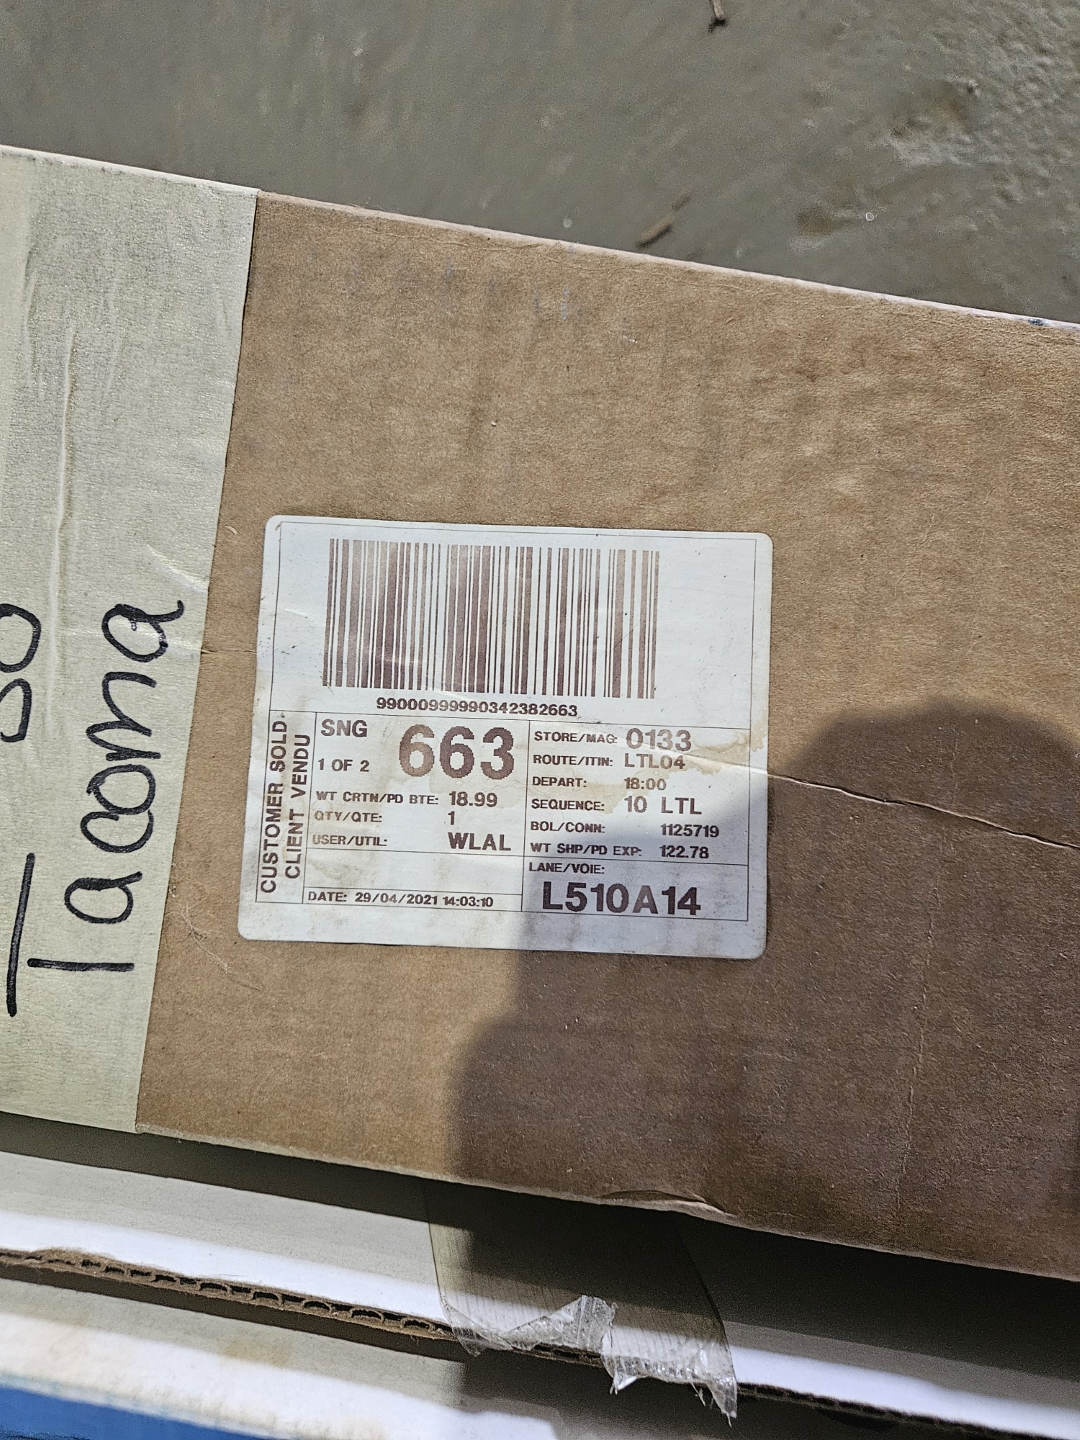 Tacoma
99000999990342382663
CUSTOMER SOLD
CLIENT VENDU
SNG 663
1 OF 2
WT CRTN/PD BTE: 18.99
QTY/QTE: 1
USER/UTIL: WLAL
DATE: 29/04/2021 14:03:10
STORE/MAG: 0133
ROUTE/ITIN: LTL04
DEPART: 18:00
SEQUENCE: 10 LTL
BOL/CONN: 1125719
WT SHP/PD EXP: 122.78
LANE/VOIE:
L510A14